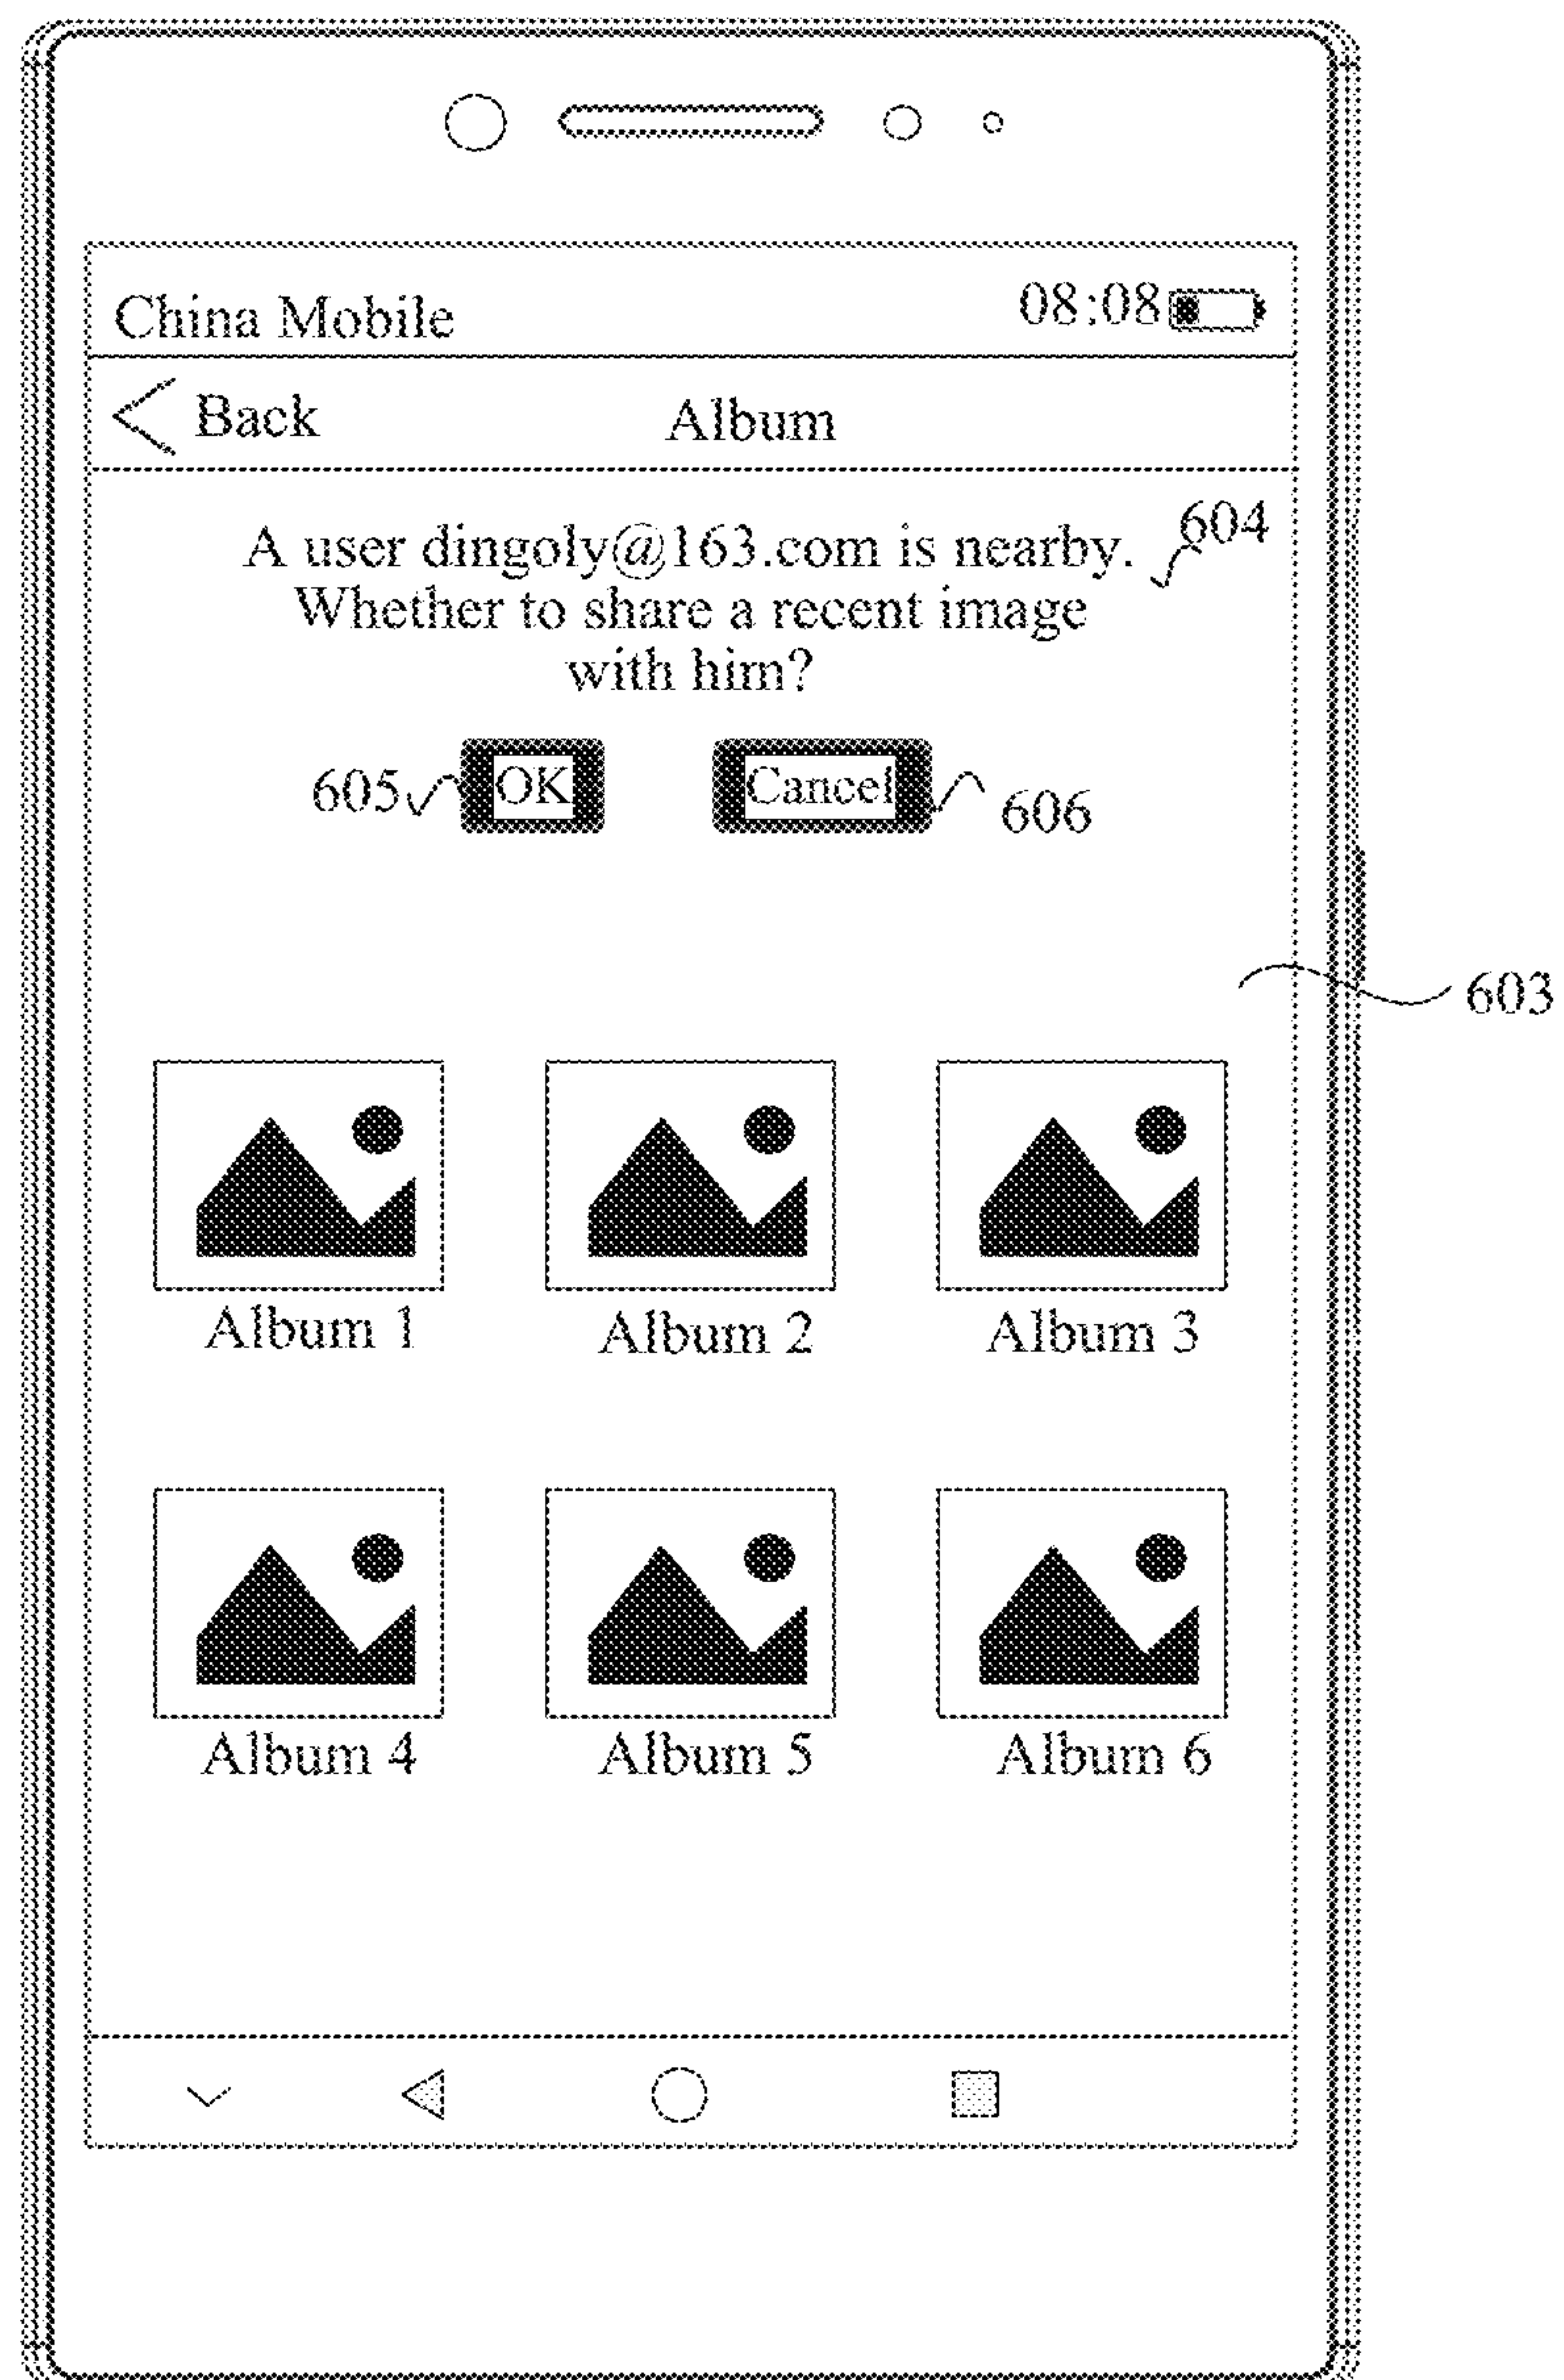 China Mobile 08:08
Back Album
A user dingoly@163.com is nearby. 604
Whether to share a recent image
with him?
605 OK Cancel 606
603
Album 1 Album 2 Album 3
Album 4 Album 5 Album 6